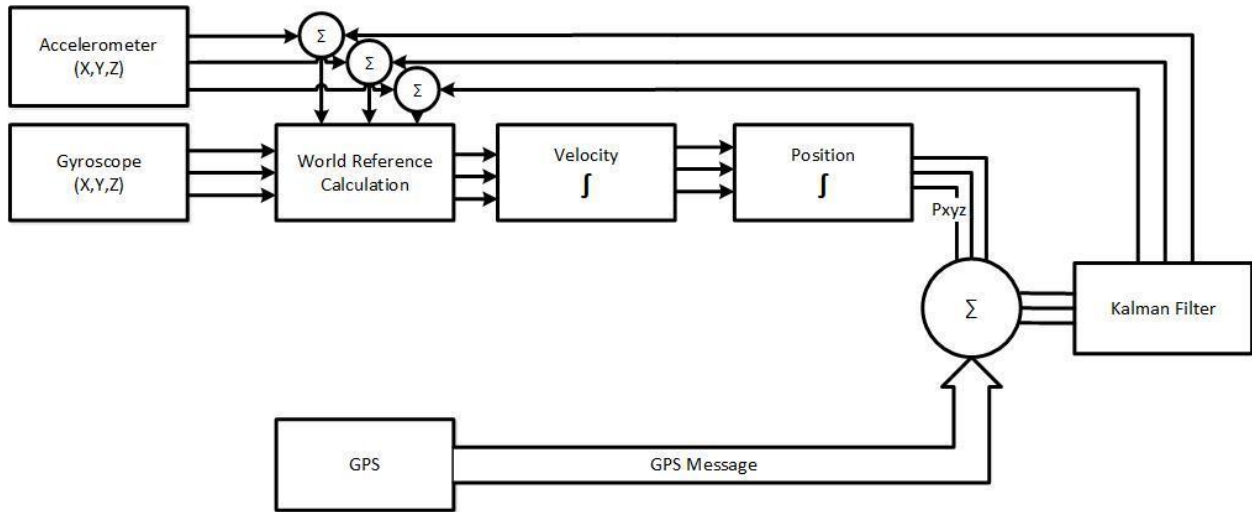 Accelerometer
(X,Y,Z)
Σ
Σ
Σ
Gyroscope
(X,Y,Z)
World Reference
Calculation
Velocity
∫
Position
∫
Pxyz
Σ
Kalman Filter
GPS
GPS Message